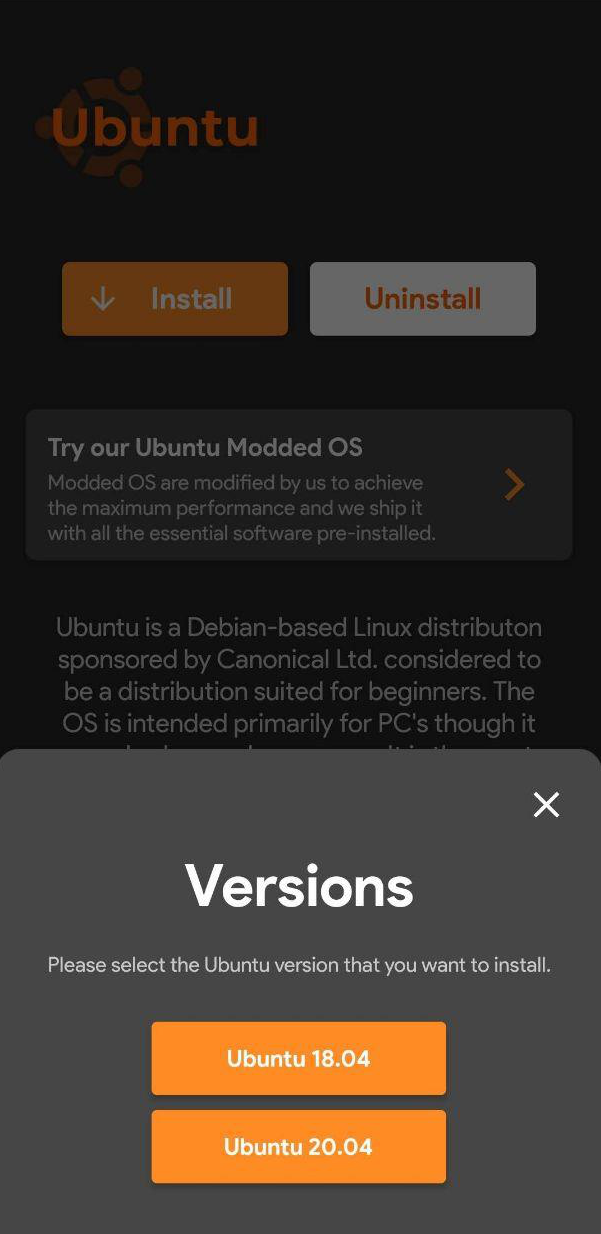 Ubuntu
Install
Uninstall
Try our Ubuntu Modded OS
Modded OS are modified by us to achieve
the maximum performance and we ship it
with all the essential software pre-installed.
Ubuntu is a Debian-based Linux distributon
sponsored by Canonical Ltd. considered to
be a distribution suited for beginners. The
OS is intended primarily for PC's though it
Versions
Please select the Ubuntu version that you want to install.
Ubuntu 18.04
Ubuntu 20.04